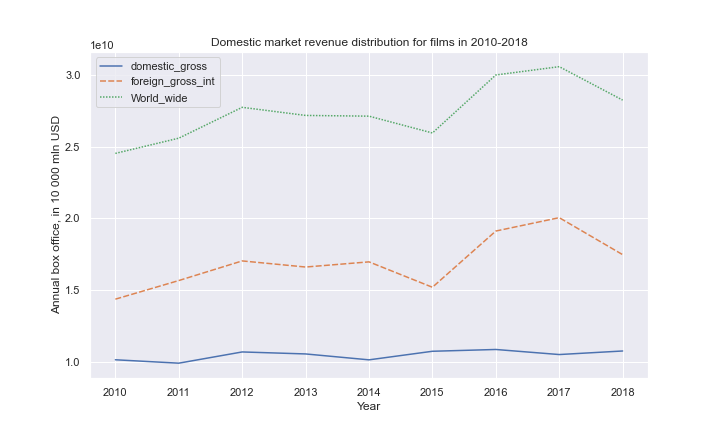 Domestic market revenue distribution for films in 2010-2018
1e10
domestic_gross
foreign_gross_int
World_wide
Annual box office, in 10 000 mln USD
3.0
2.5
2.0
1.5
1.0
2010 2011 2012 2013 2014 2015 2016 2017 2018
Year